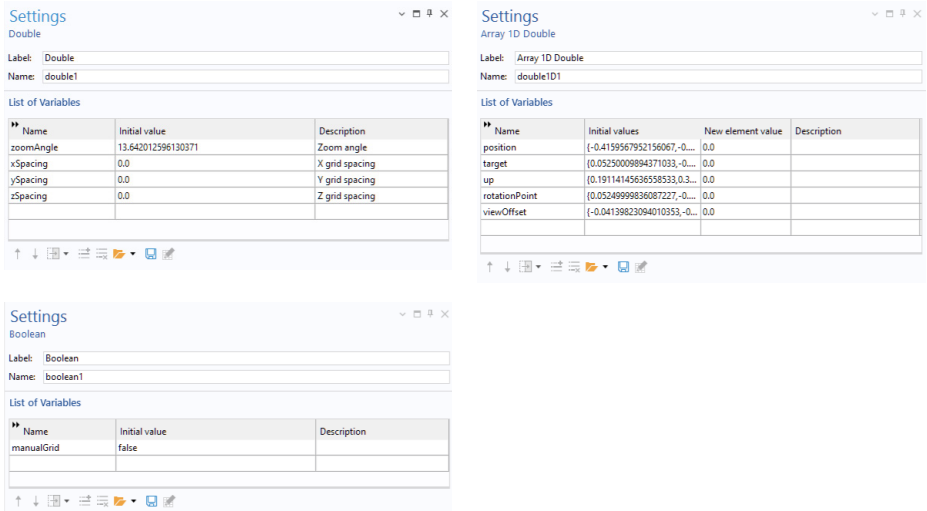 Settings
Double
Label: Double
Name: double1
List of Variables
Name Initial value Description
zoomAngle 13.642012596130371 Zoom angle
xSpacing 0.0 X grid spacing
ySpacing 0.0 Y grid spacing
zSpacing 0.0 Z grid spacing
Settings
Array 1D Double
Label: Array 1D Double
Name: double1D1
List of Variables
Name Initial values New element value Description
position {-0.4159567952156067,-0.... 0.0
target {0.05250009894371033,-0.... 0.0
up {0.19114145636558533,0.3... 0.0
rotationPoint {0.05249999836087227,-0.... 0.0
viewOffset {-0.04139823094010353,-0... 0.0
Settings
Boolean
Label: Boolean
Name: boolean1
List of Variables
Name Initial value Description
manualGrid false